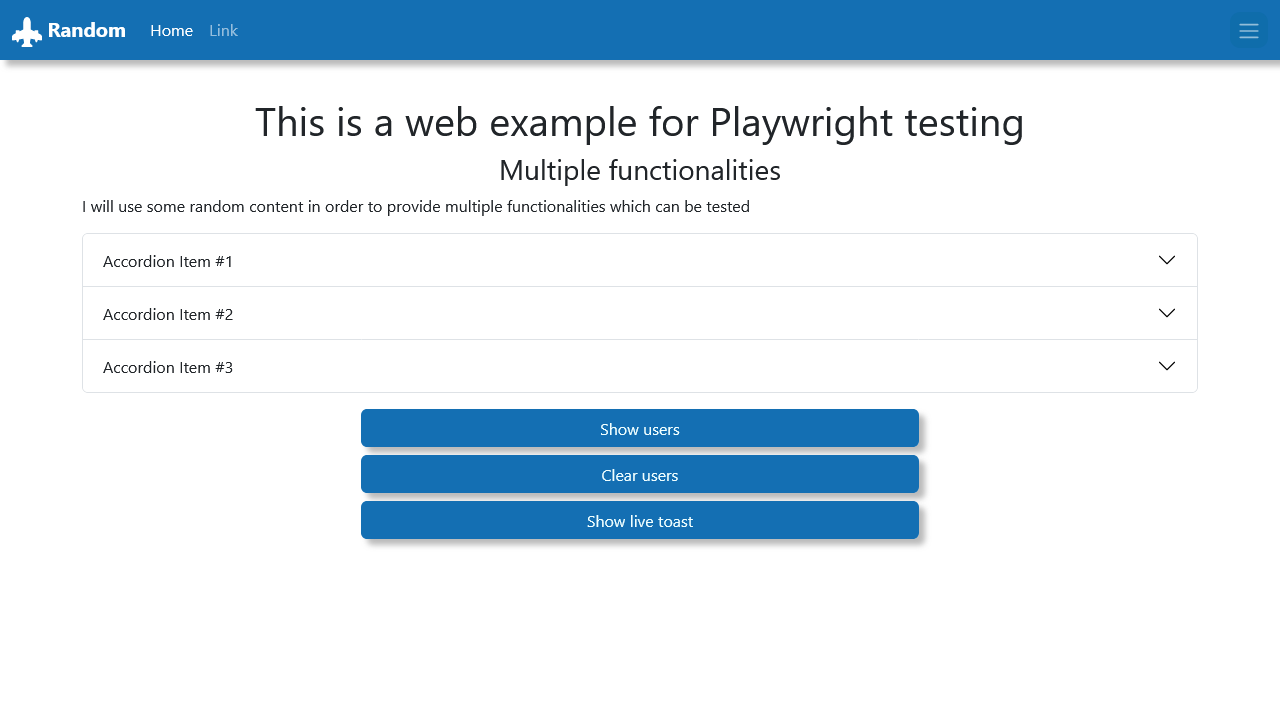 Random Home Link
This is a web example for Playwright testing
Multiple functionalities
I will use some random content in order to provide multiple functionalities which can be tested
Accordion Item #1
Accordion Item #2
Accordion Item #3
Show users
Clear users
Show live toast